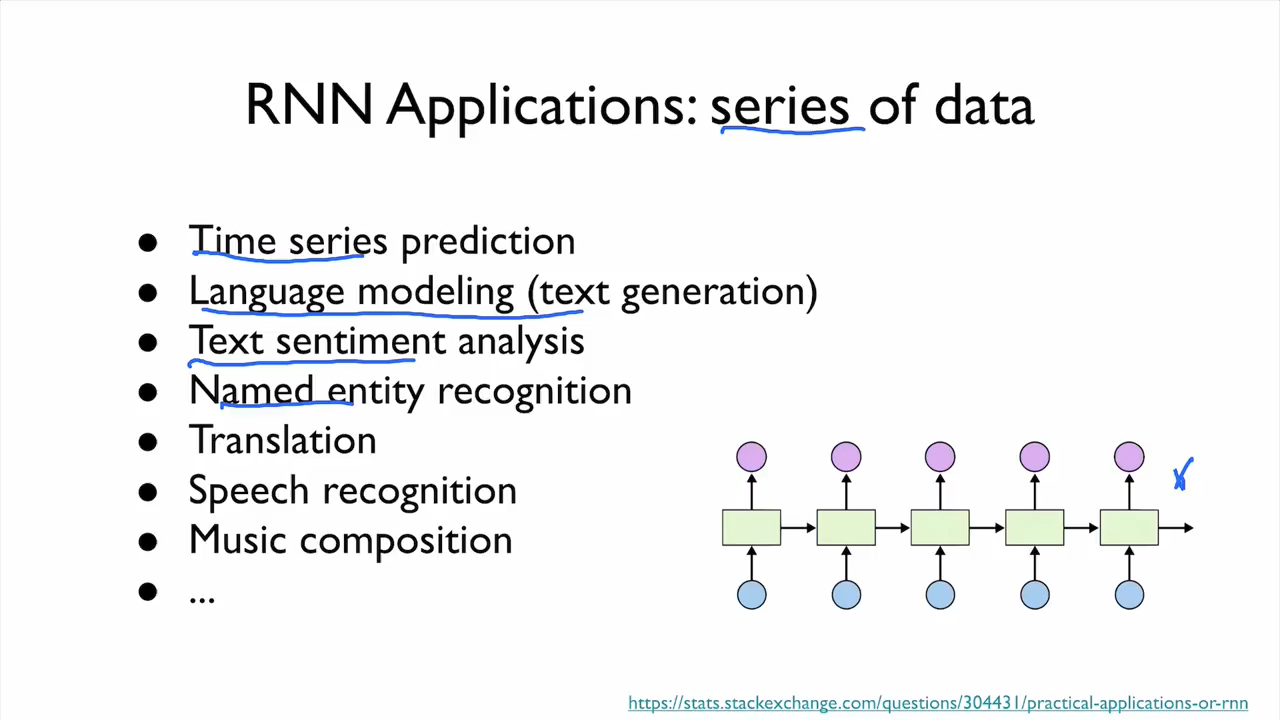 RNN Applications: series of data
● Time series prediction
● Language modeling (text generation)
● Text sentiment analysis
● Named entity recognition
● Translation
● Speech recognition
● Music composition
● ...
https://stats.stackexchange.com/questions/304431/practical-applications-or-rnn